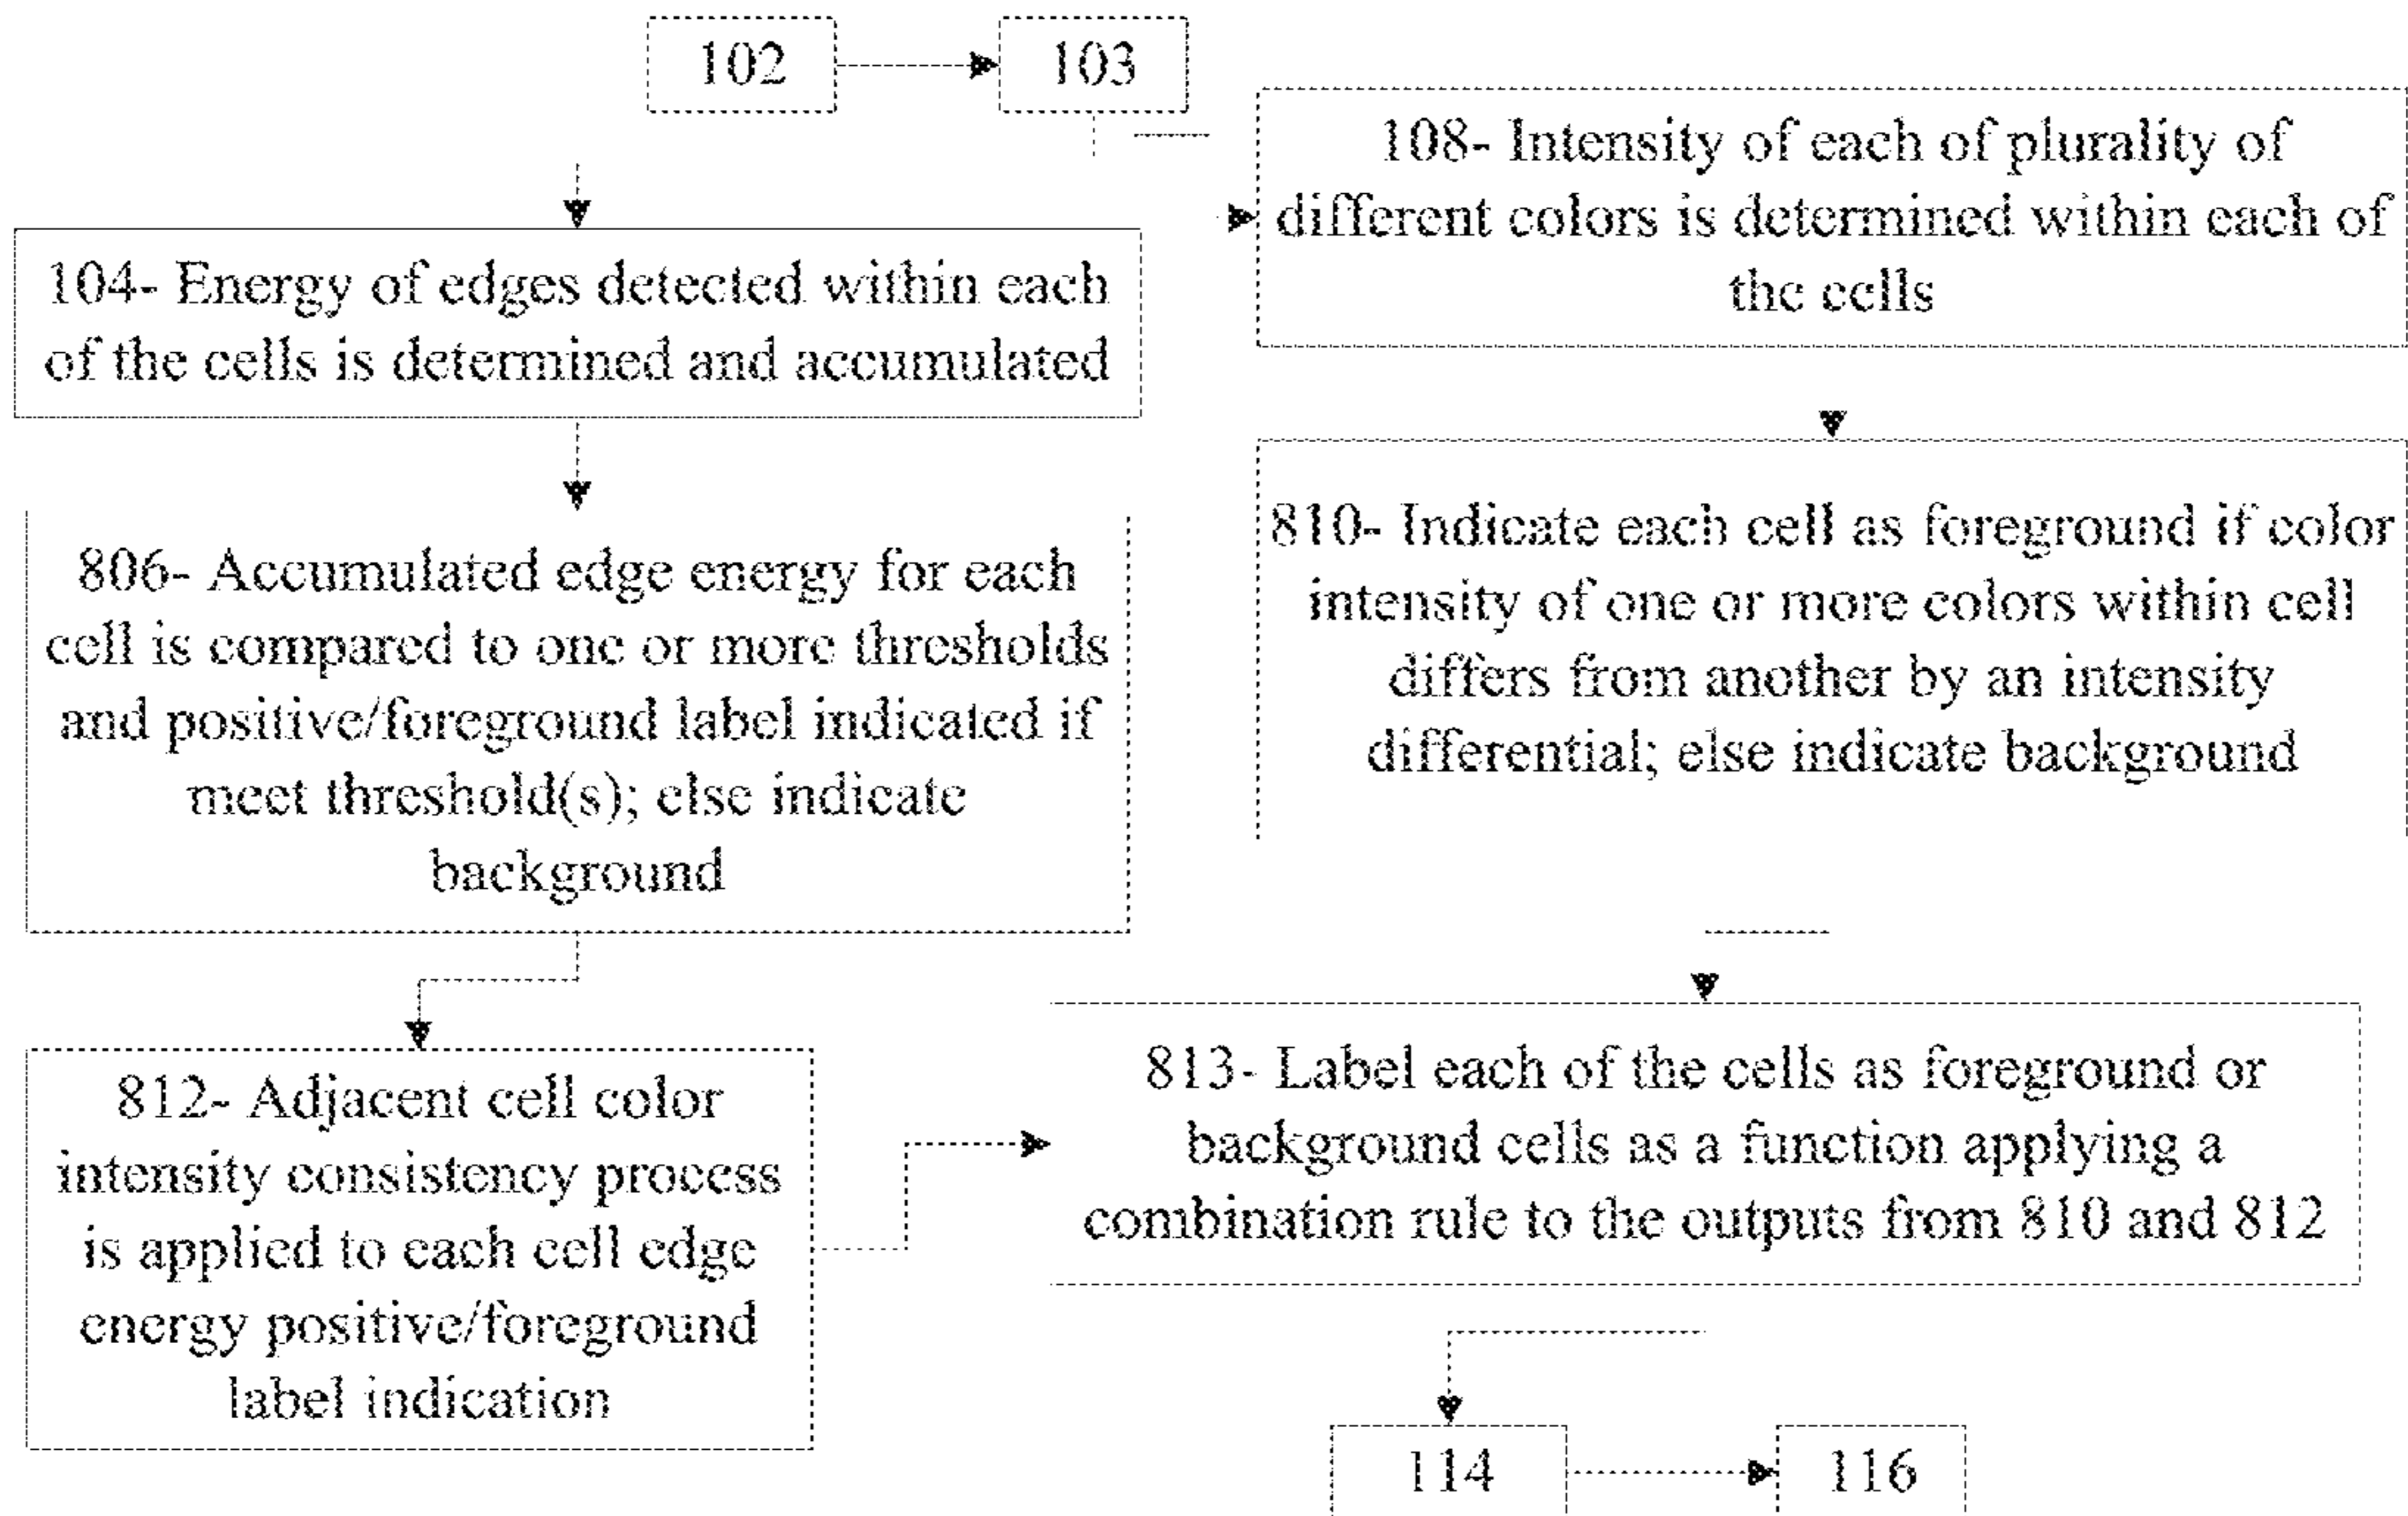 102
103
108- Intensity of each of plurality of
different colors is determined within each of
the cells
104- Energy of edges detected within each
of the cells is determined and accumulated
806- Accumulated edge energy for each
cell is compared to one or more thresholds
and positive/foreground label indicated if
meet threshold(s); else indicate
background
810- Indicate each cell as foreground if color
intensity of one or more colors within cell
differs from another by an intensity
differential; else indicate background
812- Adjacent cell color
intensity consistency process
is applied to each cell edge
energy positive/foreground
label indication
813- Label each of the cells as foreground or
background cells as a function applying a
combination rule to the outputs from 810 and 812
114
116